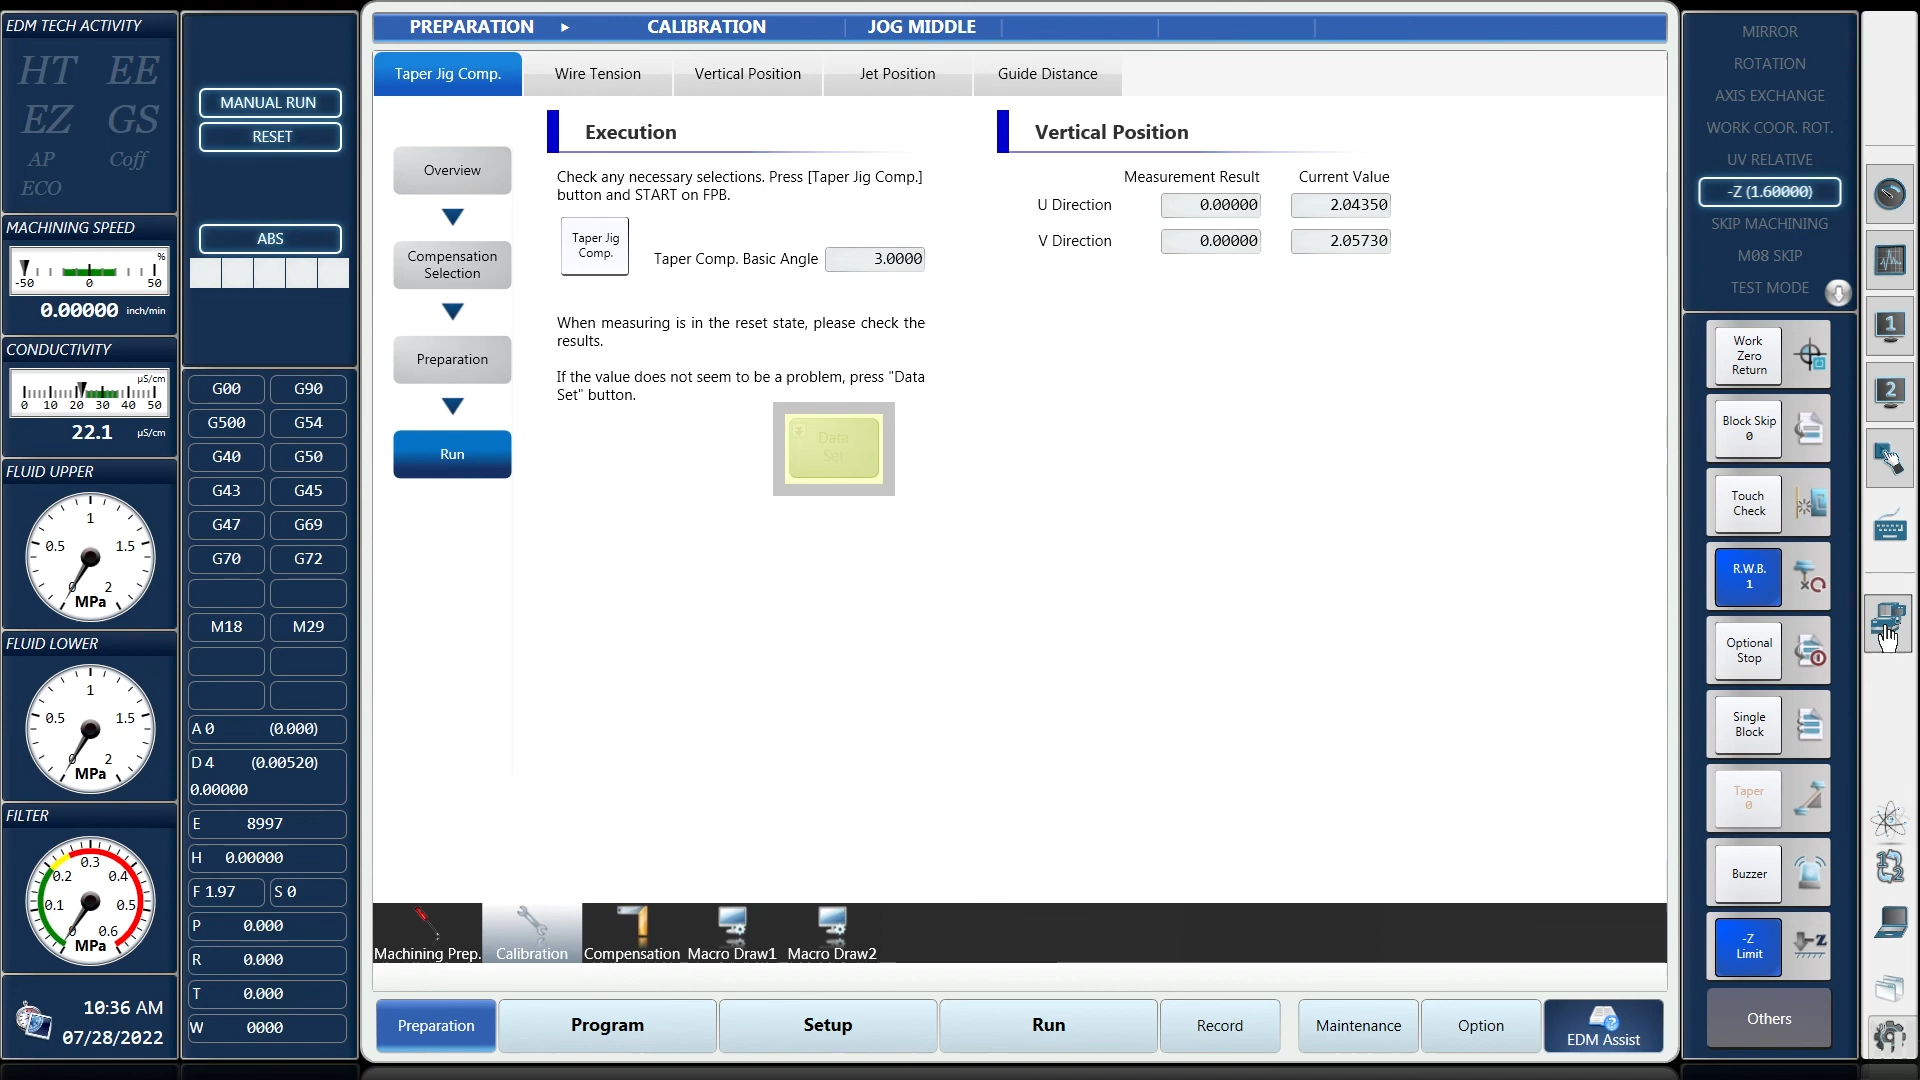 EDM TECH ACTIVITY
HT EE
EZ GS
AP Coff
ECO
MACHINING SPEED
%
-50 0 50
0.00000 inch/min
CONDUCTIVITY
µS/cm
0 10 20 30 40 50
22.1 µS/cm
FLUID UPPER
1
0.5 1.5
0 2
MPa
FLUID LOWER
1
0.5 1.5
0 2
MPa
FILTER
0.3
0.2 0.4
0.1 0.5
0 0.6
MPa
10:36 AM
07/28/2022
MANUAL RUN
RESET
ABS
G00 G90
G500 G54
G40 G50
G43 G45
G47 G69
G70 G72
M18 M29
A 0 (0.000)
D 4 (0.00520)
0.00000
E 8997
H 0.00000
F 1.97 S 0
P 0.000
R 0.000
T 0.000
W 0000
PREPARATION ► CALIBRATION JOG MIDDLE
Taper Jig Comp. Wire Tension Vertical Position Jet Position Guide Distance
Overview
Compensation
Selection
Preparation
Run
Execution
Check any necessary selections. Press [Taper Jig Comp.]
button and START on FPB.
Taper Jig
Comp.
Taper Comp. Basic Angle 3.0000
When measuring is in the reset state, please check the
results.
If the value does not seem to be a problem, press "Data
Set" button.
Data
Set
Vertical Position
Measurement Result Current Value
U Direction 0.00000 2.04350
V Direction 0.00000 2.05730
Machining Prep. Calibration Compensation Macro Draw1 Macro Draw2
Preparation Program Setup Run Record Maintenance Option EDM Assist
MIRROR
ROTATION
AXIS EXCHANGE
WORK COOR. ROT.
UV RELATIVE
-Z (1.60000)
SKIP MACHINING
M08 SKIP
TEST MODE
Work
Zero
Return
Block Skip
0
Touch
Check
R.W.B.
1
Optional
Stop
Single
Block
Taper
0
Buzzer
-Z
Limit
Z
Others
1
2
1
2